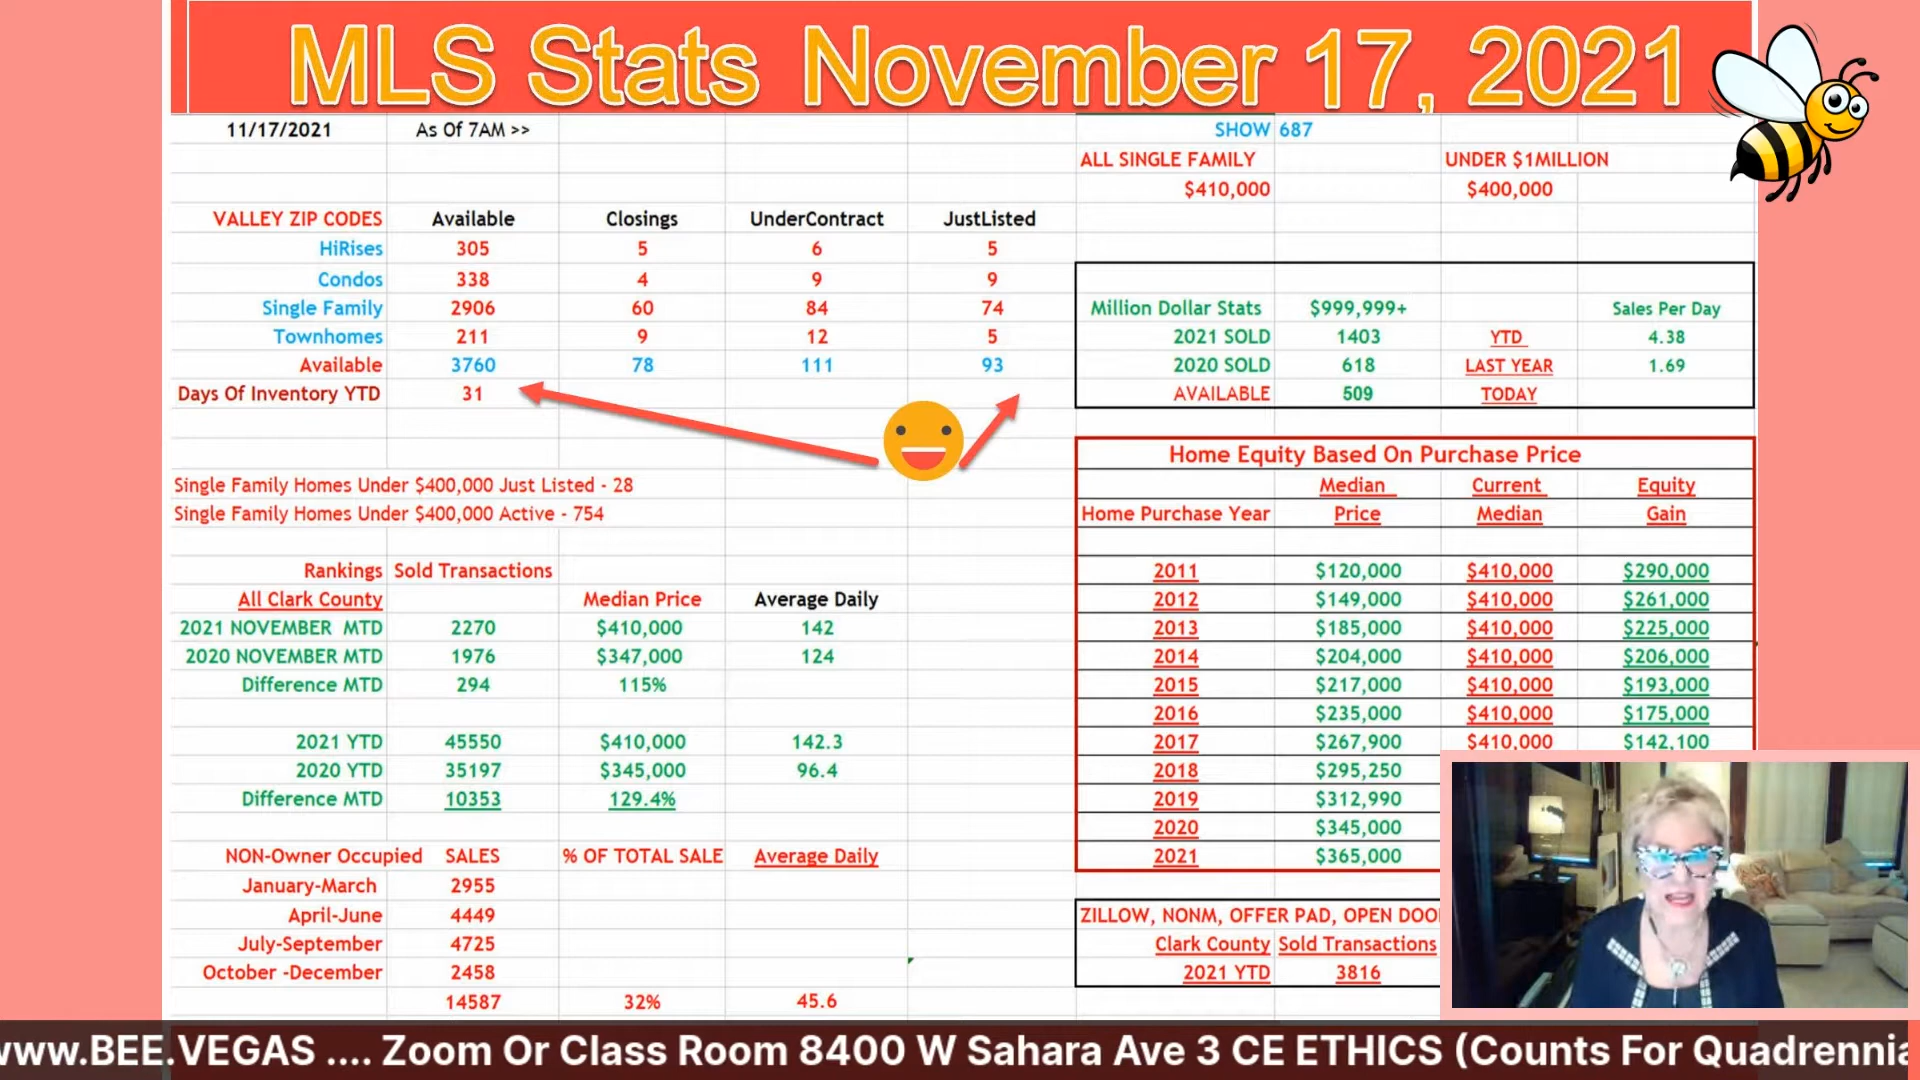 MLS Stats November 17, 2021
11/17/2021 As Of 7AM >> SHOW 687
ALL SINGLE FAMILY UNDER $1MILLION
$410,000 $400,000
VALLEY ZIP CODES Available Closings UnderContract JustListed
HiRises 305 5 6 5
Condos 338 4 9 9
Single Family 2906 60 84 74
Townhomes 211 9 12 5
Available 3760 78 111 93
Days Of Inventory YTD 31
Million Dollar Stats $999,999+ Sales Per Day
2021 SOLD 1403 YTD 4.38
2020 SOLD 618 LAST YEAR 1.69
AVAILABLE 509 TODAY
Single Family Homes Under $400,000 Just Listed - 28
Single Family Homes Under $400,000 Active - 754
Rankings Sold Transactions
All Clark County Median Price Average Daily
2021 NOVEMBER MTD 2270 $410,000 142
2020 NOVEMBER MTD 1976 $347,000 124
Difference MTD 294 115%
2021 YTD 45550 $410,000 142.3
2020 YTD 35197 $345,000 96.4
Difference MTD 10353 129.4%
NON-Owner Occupied SALES % OF TOTAL SALE Average Daily
January-March 2955
April-June 4449
July-September 4725
October -December 2458
14587 32% 45.6
Home Equity Based On Purchase Price
Median Current Equity
Home Purchase Year Price Median Gain
2011 $120,000 $410,000 $290,000
2012 $149,000 $410,000 $261,000
2013 $185,000 $410,000 $225,000
2014 $204,000 $410,000 $206,000
2015 $217,000 $410,000 $193,000
2016 $235,000 $410,000 $175,000
2017 $267,900 $410,000 $142,100
2018 $295,250
2019 $312,990
2020 $345,000
2021 $365,000
ZILLOW, NONM, OFFER PAD, OPEN DOO
Clark County Sold Transactions
2021 YTD 3816
www.BEE.VEGAS .... Zoom Or Class Room 8400 W Sahara Ave 3 CE ETHICS (Counts For Quadrennia